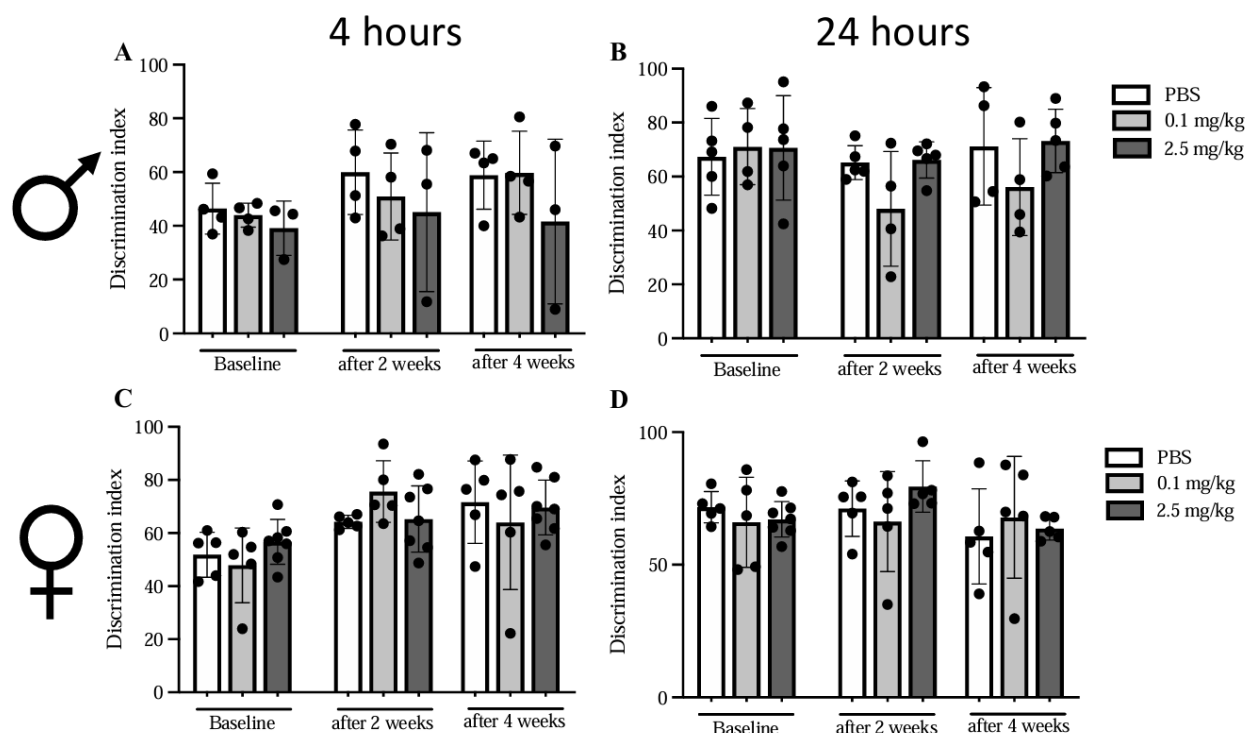 4 hours
24 hours
A
B
Discrimination index
100
80
60
40
20
0
Baseline
after 2 weeks
after 4 weeks
Discrimination index
100
80
60
40
20
0
Baseline
after 2 weeks
after 4 weeks
PBS
0.1 mg/kg
2.5 mg/kg
C
D
Discrimination index
100
80
60
40
20
0
Baseline
after 2 weeks
after 4 weeks
Discrimination index
100
50
0
Baseline
after 2 weeks
after 4 weeks
PBS
0.1 mg/kg
2.5 mg/kg